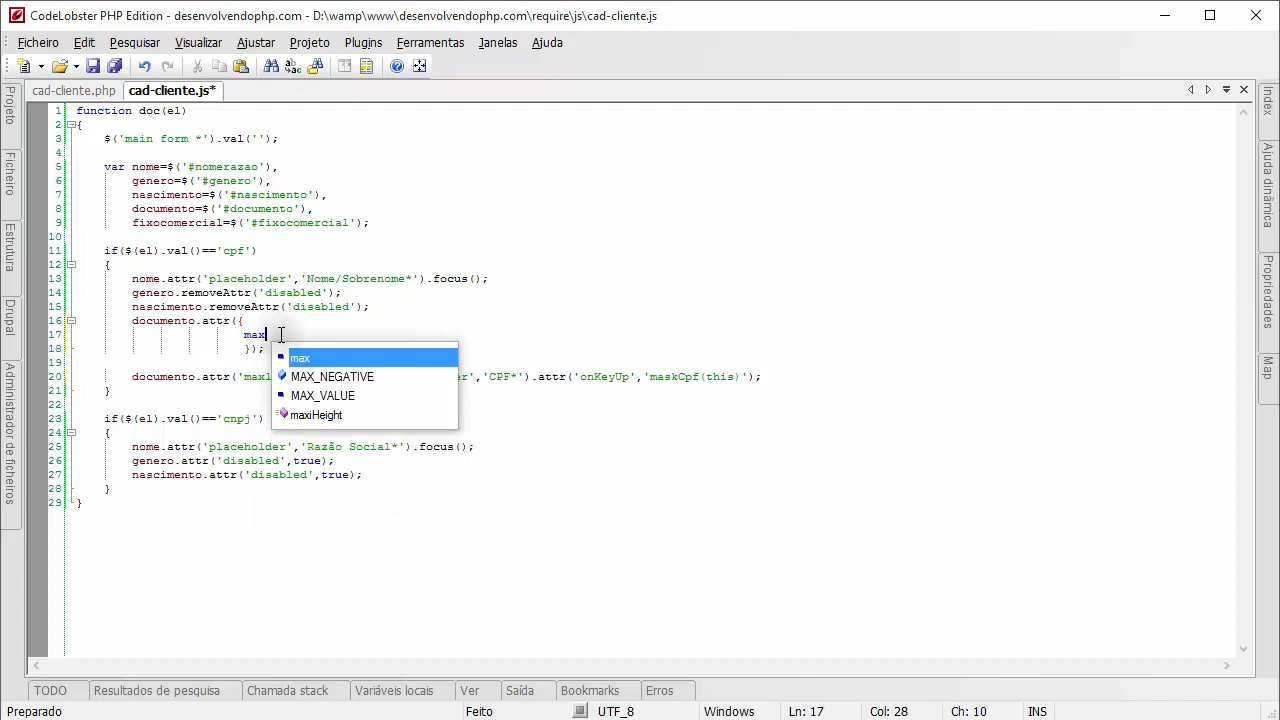 CodeLobster PHP Edition - desenvolvendophp.com - D:\wamp\www\desenvolvendophp.com\require\js\cad-cliente.js
Ficheiro Edit Pesquisar Visualizar Ajustar Projeto Plugins Ferramentas Janelas Ajuda
cad-cliente.php cad-cliente.js*
Projeto
Ficheiro
Estrutura
Drupal
Administrador de ficheiros
1 function doc(el)
2 {
3 $('main form *').val('');
4
5 var nome=$('#nomerazao'),
6 genero=$('#genero'),
7 nascimento=$('#nascimento'),
8 documento=$('#documento'),
9 fixocomercial=$('#fixocomercial');
10
11 if($(el).val()=='cpf')
12 {
13 nome.attr('placeholder','Nome/Sobrenome*').focus();
14 genero.removeAttr('disabled');
15 nascimento.removeAttr('disabled');
16 documento.attr({
17 max
18 });
19
20 documento.attr('maxl er','CPF*').attr('onKeyUp','maskCpf(this)');
21 }
22
23 if($(el).val()=='cnpj')
24 {
25 nome.attr('placeholder','Razão Social*').focus();
26 genero.attr('disabled',true);
27 nascimento.attr('disabled',true);
28 }
29 }
max
MAX_NEGATIVE
MAX_VALUE
maxiHeight
Index
Ajuda dinâmica
Propriedades
Map
TODO Resultados de pesquisa Chamada stack Variáveis locais Ver Saída Bookmarks Erros
Preparado Feito UTF_8 Windows Ln: 17 Col: 28 Ch: 10 INS